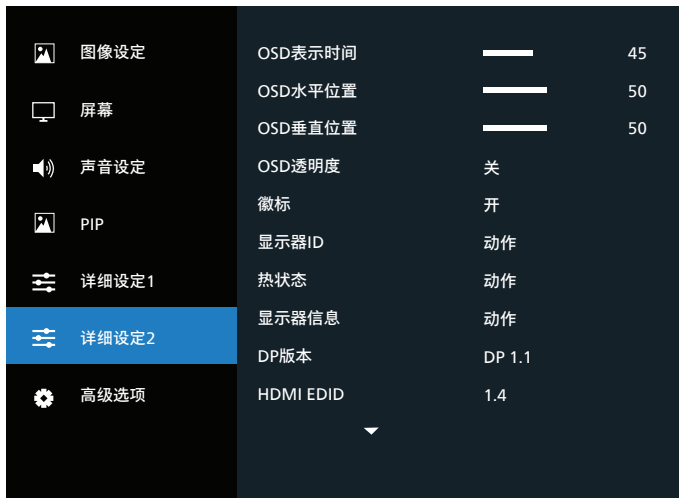 图像设定
屏幕
声音设定
PIP
详细设定1
详细设定2
高级选项
OSD表示时间 45
OSD水平位置 50
OSD垂直位置 50
OSD透明度 关
徽标 开
显示器ID 动作
热状态 动作
显示器信息 动作
DP版本 DP 1.1
HDMI EDID 1.4